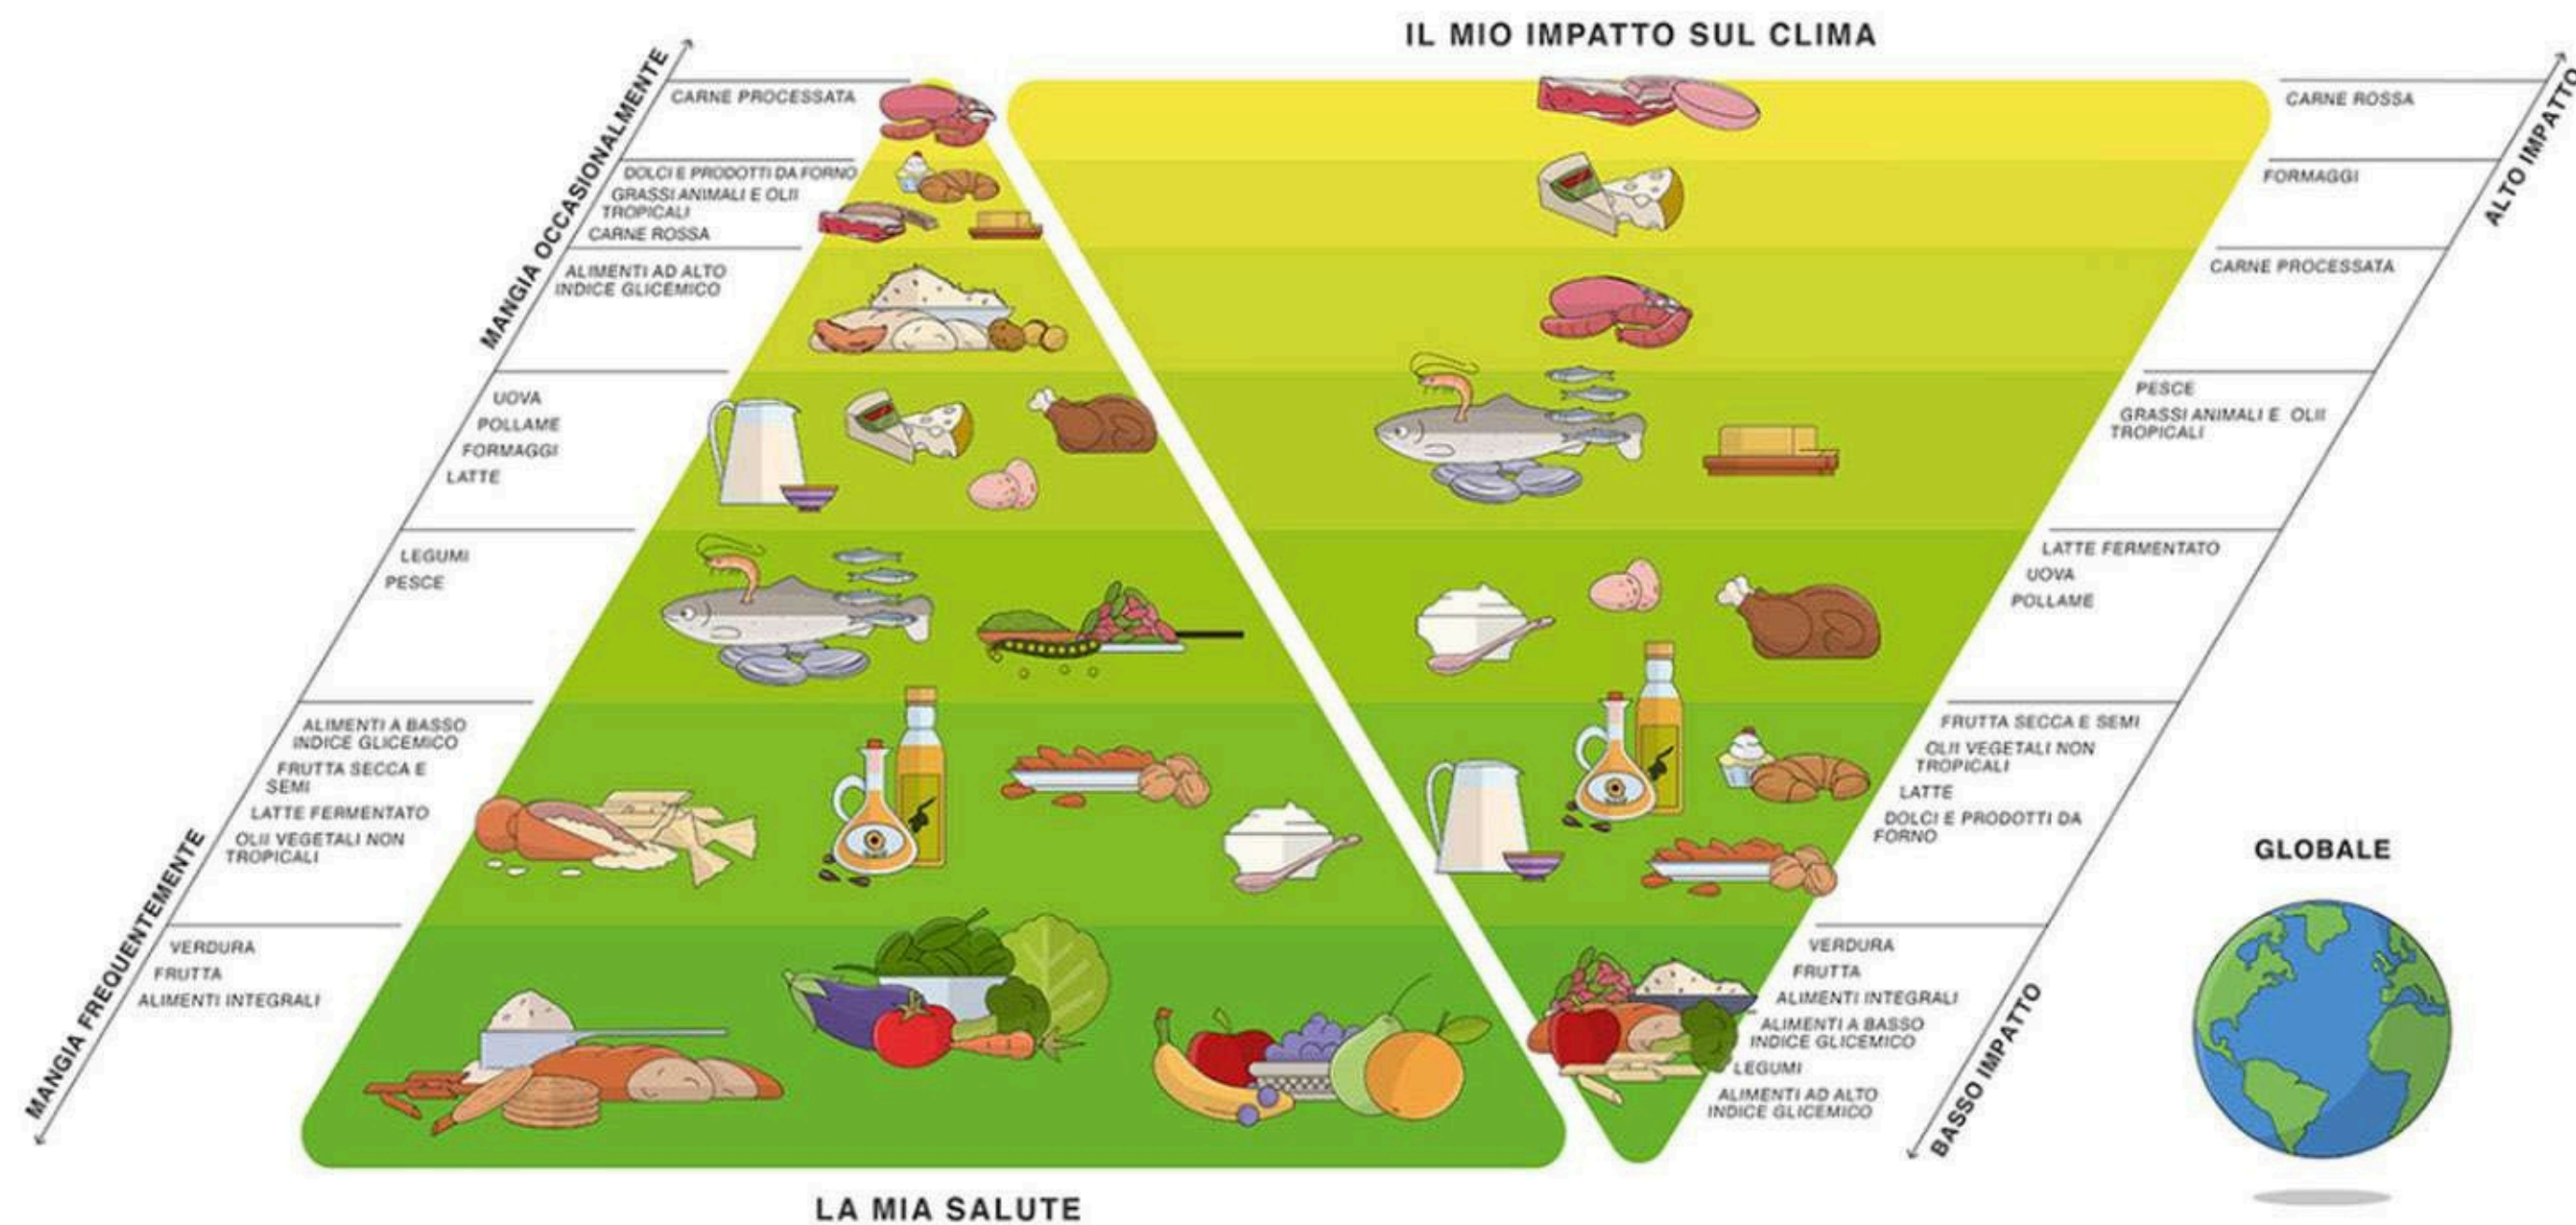 IL MIO IMPATTO SUL CLIMA
MANGIA OCCASIONALMENTE
CARNE PROCESSATA
DOLCI E PRODOTTI DA FORNO
GRASSI ANIMALI E OLII
TROPICALI
CARNE ROSSA
ALIMENTI AD ALTO
INDICE GLICEMICO
UOVA
POLLAME
FORMAGGI
LATTE
LEGUMI
PESCE
ALIMENTI A BASSO
INDICE GLICEMICO
FRUTTA SECCA E
SEMI
LATTE FERMENTATO
OLII VEGETALI NON
TROPICALI
VERDURA
FRUTTA
ALIMENTI INTEGRALI
MANGIA FREQUENTEMENTE
LA MIA SALUTE
ALTO IMPATTO
CARNE ROSSA
FORMAGGI
CARNE PROCESSATA
PESCE
GRASSI ANIMALI E OLII
TROPICALI
LATTE FERMENTATO
UOVA
POLLAME
FRUTTA SECCA E SEMI
OLII VEGETALI NON
TROPICALI
LATTE
DOLCI E PRODOTTI DA
FORNO
VERDURA
FRUTTA
ALIMENTI INTEGRALI
ALIMENTI A BASSO
INDICE GLICEMICO
LEGUMI
ALIMENTI AD ALTO
INDICE GLICEMICO
BASSO IMPATTO
GLOBALE